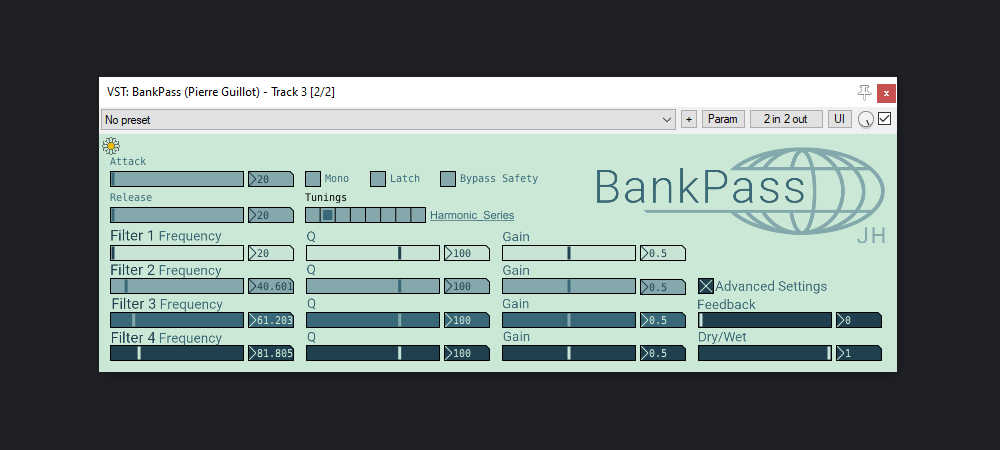 VST: BankPass (Pierre Guillot) - Track 3 [2/2]
x
No preset
+
Param
2 in 2 out
UI
Attack
20
Mono
Latch
Bypass Safety
BankPass
JH
Release
20
Tunings
Harmonic Series
Filter 1 Frequency
Q
Gain
20
100
0.5
Filter 2 Frequency
Q
Gain
40.601
100
0.5
Advanced Settings
Filter 3 Frequency
Q
Gain
Feedback
61.203
100
0.5
0
Filter 4 Frequency
Q
Gain
Dry/Wet
81.805
100
0.5
1